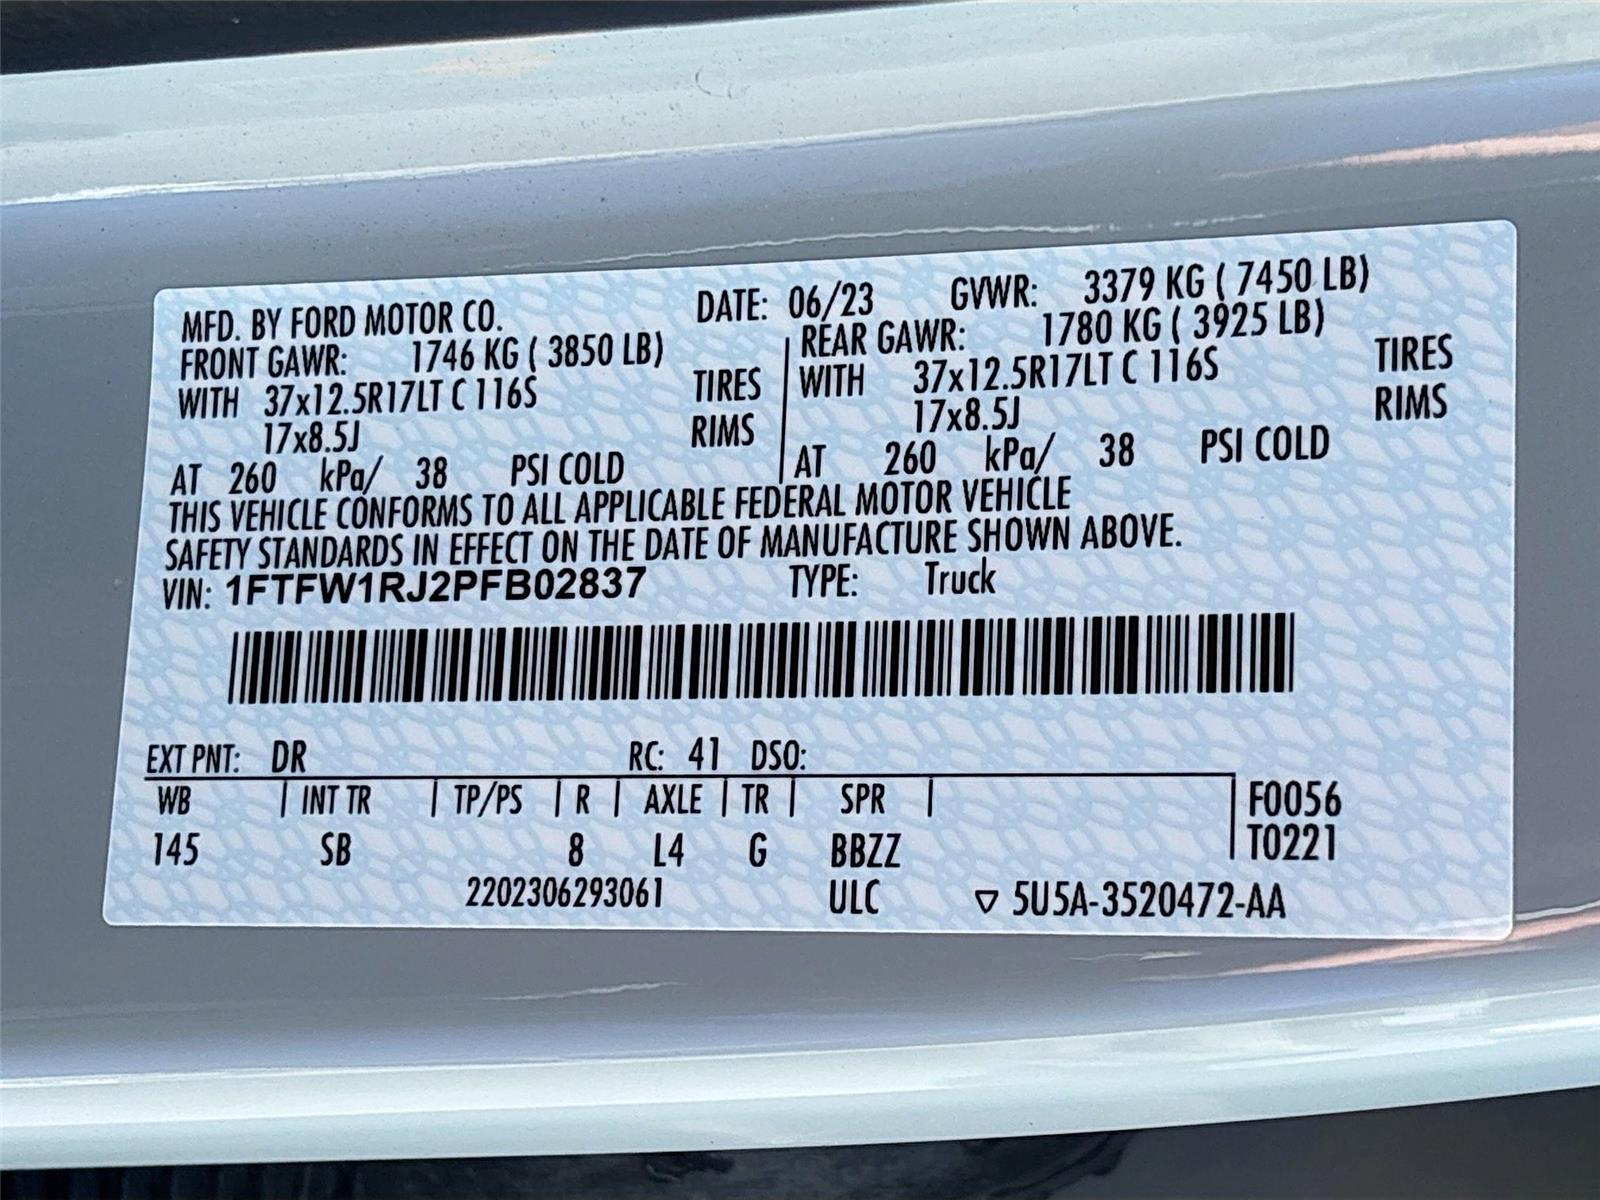 MFD. BY FORD MOTOR CO. DATE: 06/23 GVWR: 3379 KG ( 7450 LB)
FRONT GAWR: 1746 KG ( 3850 LB) REAR GAWR: 1780 KG ( 3925 LB)
WITH 37x12.5R17LT C 116S TIRES WITH 37x12.5R17LT C 116S TIRES
17x8.5J RIMS 17x8.5J RIMS
AT 260 kPa/ 38 PSI COLD AT 260 kPa/ 38 PSI COLD
THIS VEHICLE CONFORMS TO ALL APPLICABLE FEDERAL MOTOR VEHICLE
SAFETY STANDARDS IN EFFECT ON THE DATE OF MANUFACTURE SHOWN ABOVE.
VIN: 1FTFW1RJ2PFB02837 TYPE: Truck
EXT PNT: DR RC: 41 DSO:
WB INT TR TP/PS R AXLE TR SPR F0056
145 SB 8 L4 G BBZZ T0221
2202306293061 ULC ▽ 5U5A-3520472-AA